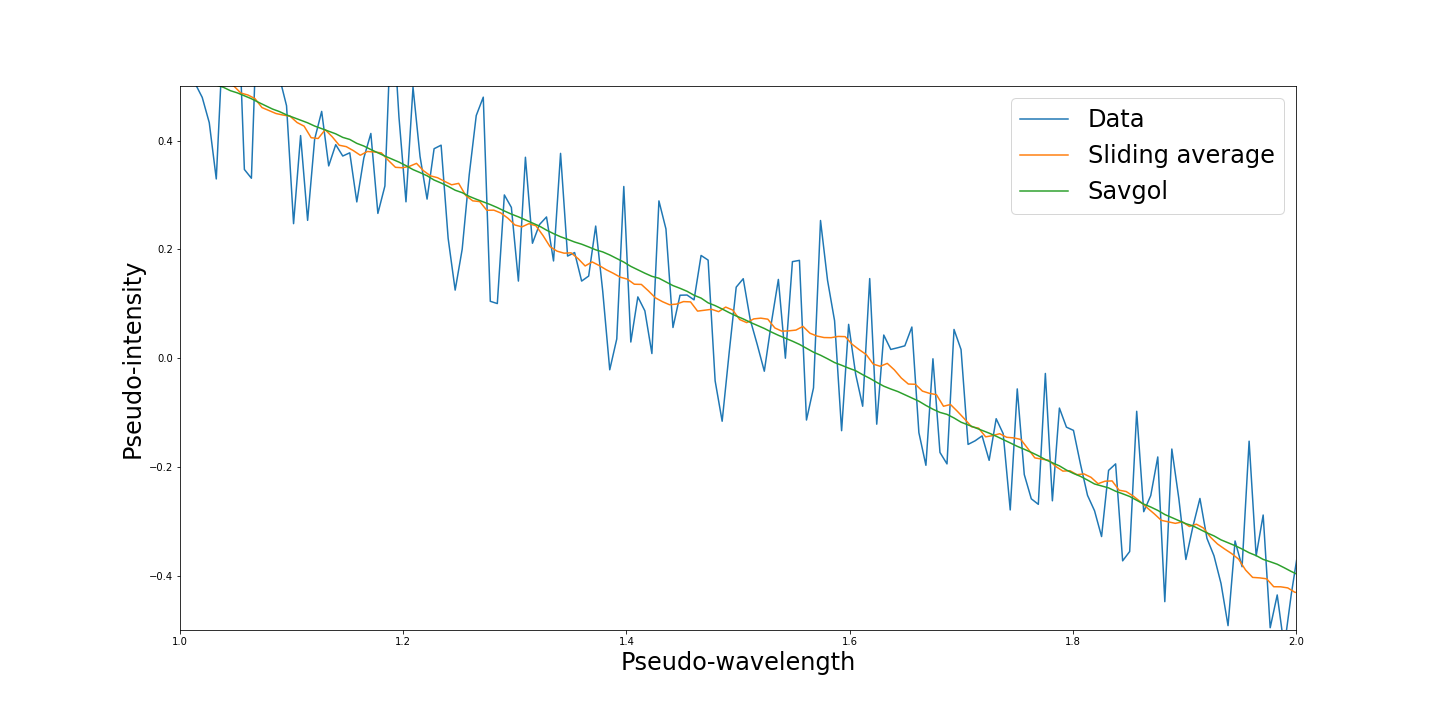 Data
Sliding average
Savgol
Pseudo-intensity
0.4
0.2
0.0
−0.2
−0.4
1.0 1.2 1.4 1.6 1.8 2.0
Pseudo-wavelength